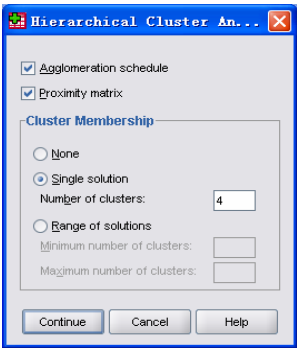 Hierarchical Cluster An...
Agglomeration schedule
Proximity matrix
Cluster Membership
None
Single solution
Number of clusters: 4
Range of solutions
Minimum number of clusters:
Maximum number of clusters:
Continue Cancel Help